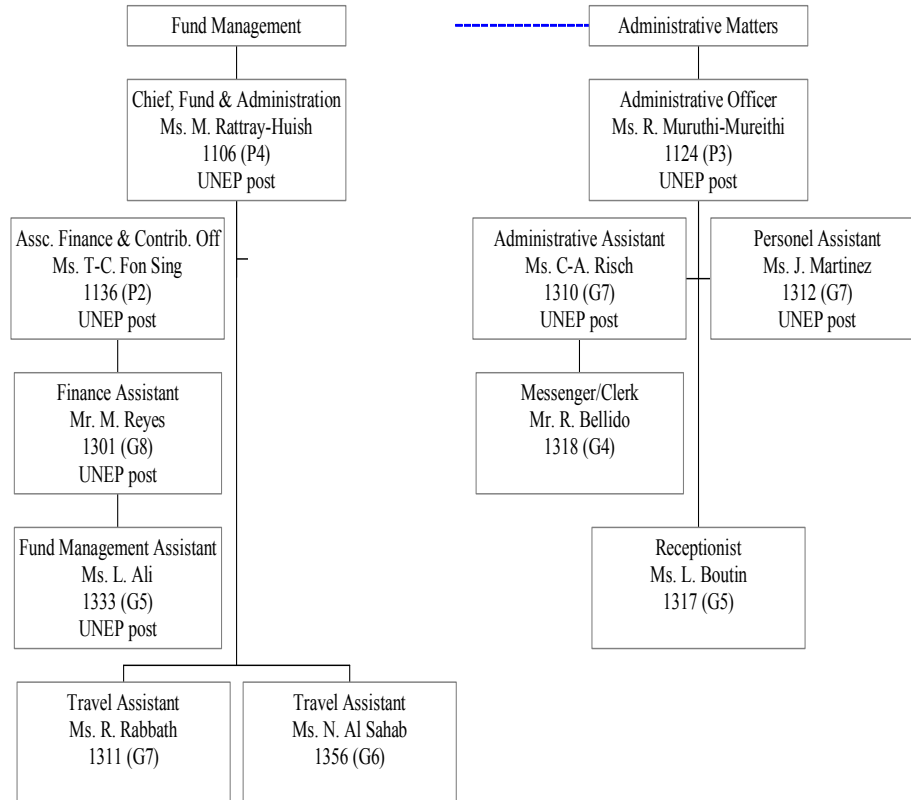 Fund Management
Chief, Fund & Administration
Ms. M. Rattray-Huish
1106 (P4)
UNEP post
Assc. Finance & Contrib. Off
Ms. T-C. Fon Sing
1136 (P2)
UNEP post
Finance Assistant
Mr. M. Reyes
1301 (G8)
UNEP post
Fund Management Assistant
Ms. L. Ali
1333 (G5)
UNEP post
Travel Assistant
Ms. R. Rabbath
1311 (G7)
Travel Assistant
Ms. N. Al Sahab
1356 (G6)
Administrative Matters
Administrative Officer
Ms. R. Muruthi-Mureithi
1124 (P3)
UNEP post
Administrative Assistant
Ms. C-A. Risch
1310 (G7)
UNEP post
Personel Assistant
Ms. J. Martinez
1312 (G7)
UNEP post
Messenger/Clerk
Mr. R. Bellido
1318 (G4)
Receptionist
Ms. L. Boutin
1317 (G5)